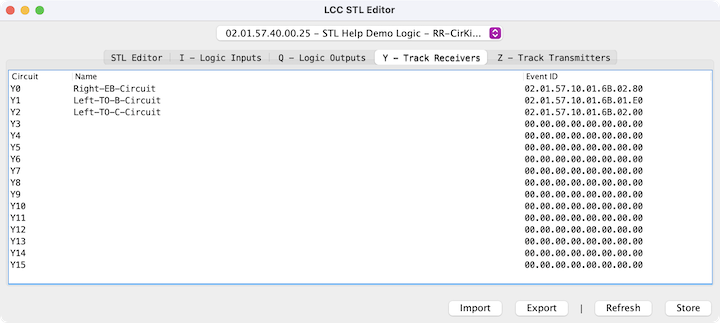 LCC STL Editor
02.01.57.40.00.25 – STL Help Demo Logic – RR-CirKi...
STL Editor I – Logic Inputs Q – Logic Outputs Y – Track Receivers Z – Track Transmitters
Circuit Name Event ID
Y0 Right-EB-Circuit 02.01.57.10.01.6B.02.80
Y1 Left-TO-B-Circuit 02.01.57.10.01.6B.01.E0
Y2 Left-TO-C-Circuit 02.01.57.10.01.6B.02.00
Y3 00.00.00.00.00.00.00.00
Y4 00.00.00.00.00.00.00.00
Y5 00.00.00.00.00.00.00.00
Y6 00.00.00.00.00.00.00.00
Y7 00.00.00.00.00.00.00.00
Y8 00.00.00.00.00.00.00.00
Y9 00.00.00.00.00.00.00.00
Y10 00.00.00.00.00.00.00.00
Y11 00.00.00.00.00.00.00.00
Y12 00.00.00.00.00.00.00.00
Y13 00.00.00.00.00.00.00.00
Y14 00.00.00.00.00.00.00.00
Y15 00.00.00.00.00.00.00.00
Import Export | Refresh Store